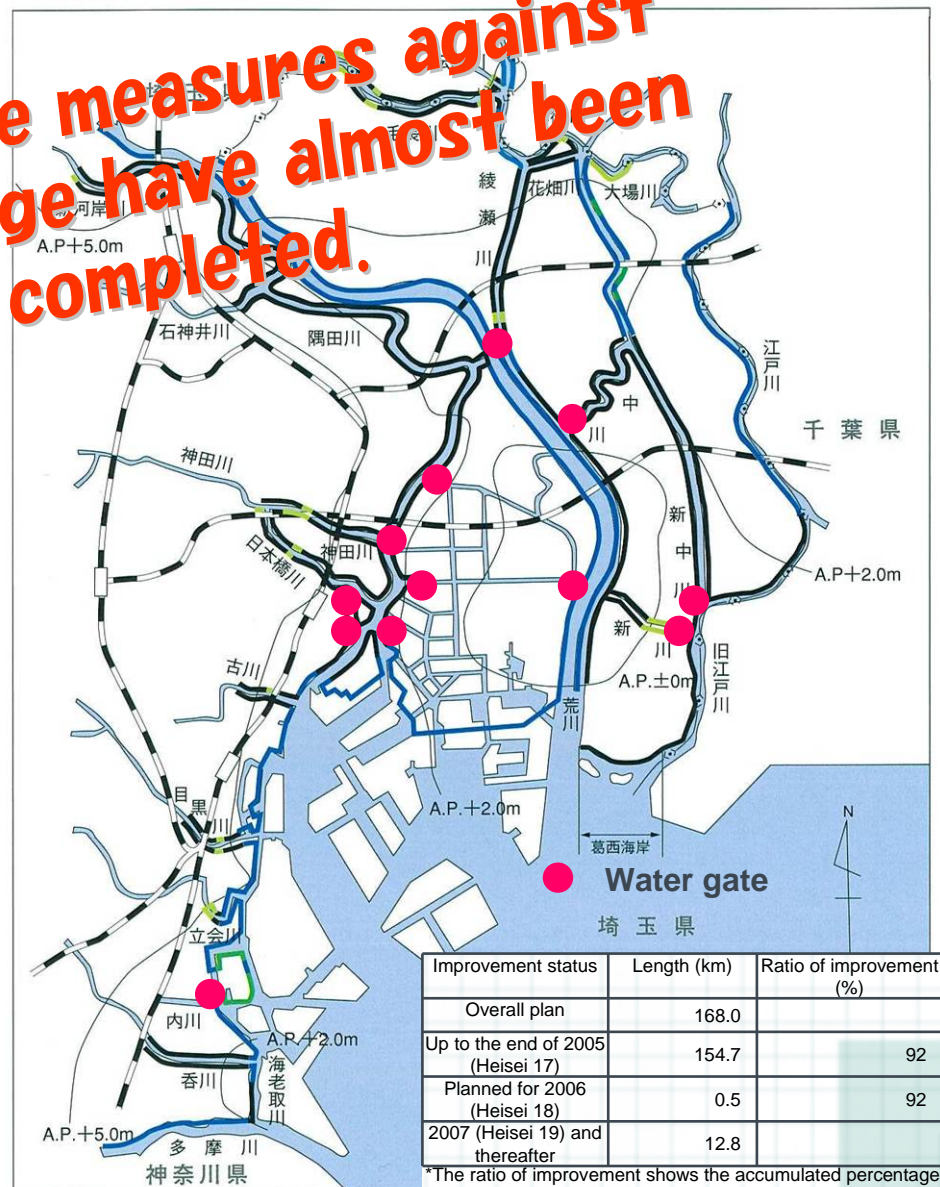 e measures against
ge have almost been
completed.
埼玉県
綾瀬川
花畑川
大場川
新河岸川
A.P+5.0m
石神井川
隅田川
江戸川
千葉県
中川
神田川
神田川
日本橋川
新中川
A.P+2.0m
新川
A.P.±0m
旧江戸川
古川
荒川
A.P.+2.0m
目黒川
葛西海岸
N
Water gate
埼玉県
立会川
内川
A.P.+2.0m
海老取川
呑川
A.P.+5.0m
多摩川
神奈川県
Improvement status Length (km) Ratio of improvement (%)
Overall plan 168.0
Up to the end of 2005 (Heisei 17) 154.7 92
Planned for 2006 (Heisei 18) 0.5 92
2007 (Heisei 19) and thereafter 12.8
*The ratio of improvement shows the accumulated percentage